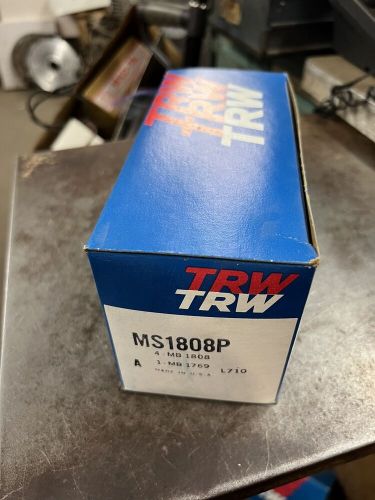 TRW
TRW
TRW
TRW
TRW
MS1808P
4-MB 1808
A 1-MB 1769 L710
MADE IN U.S.A.